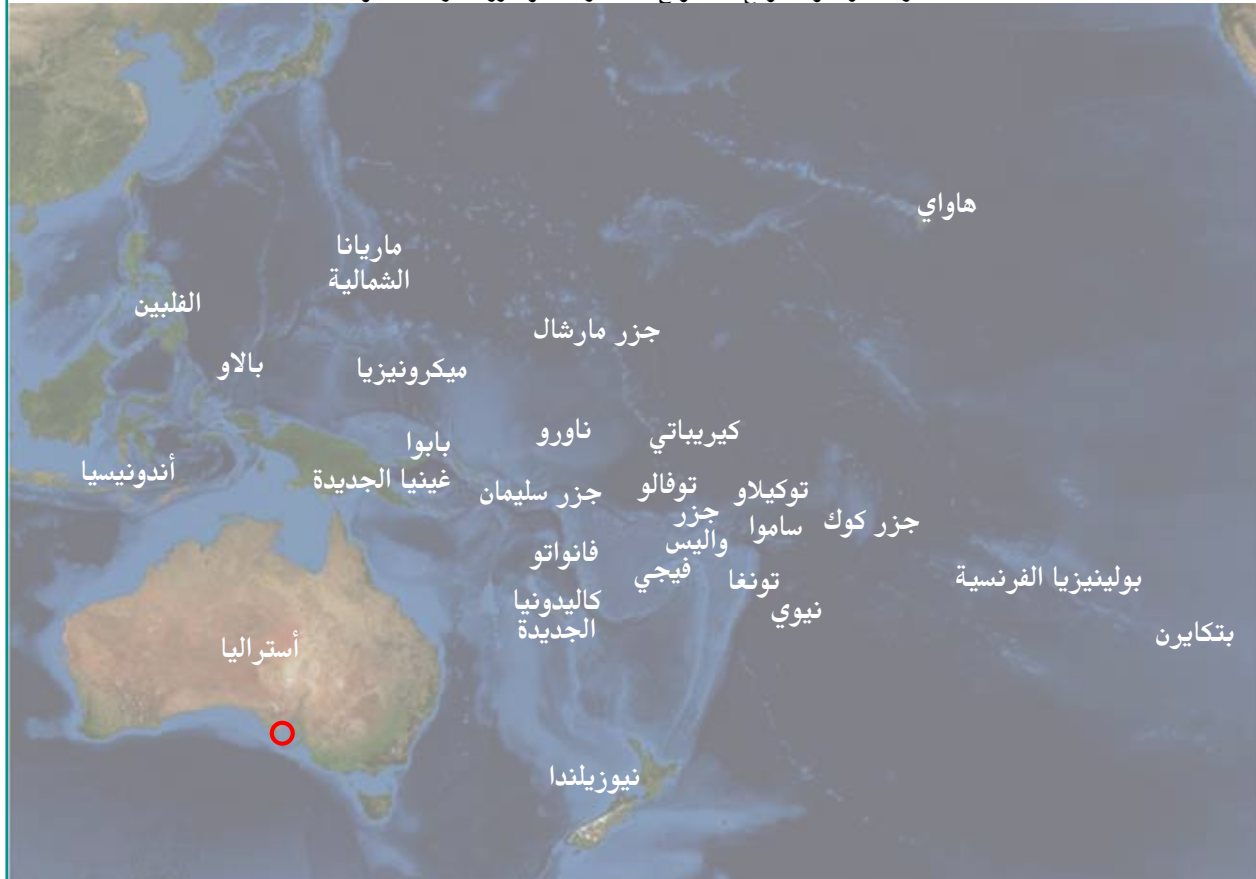 هاواي
ماريانا
الشمالية
الفلبين
جزر مارشال
بالاو
ميكرونيزيا
ناورو
كيريباتي
بابوا
غينيا الجديدة
أندونيسيا
جزر سليمان
توفالو
توكيلاو
جزر
واليس
ساموا
جزر كوك
فانواتو
فيجي
تونغا
بولينيزيا الفرنسية
كاليدونيا
الجديدة
نيوي
بتكايرن
أستراليا
نيوزيلندا